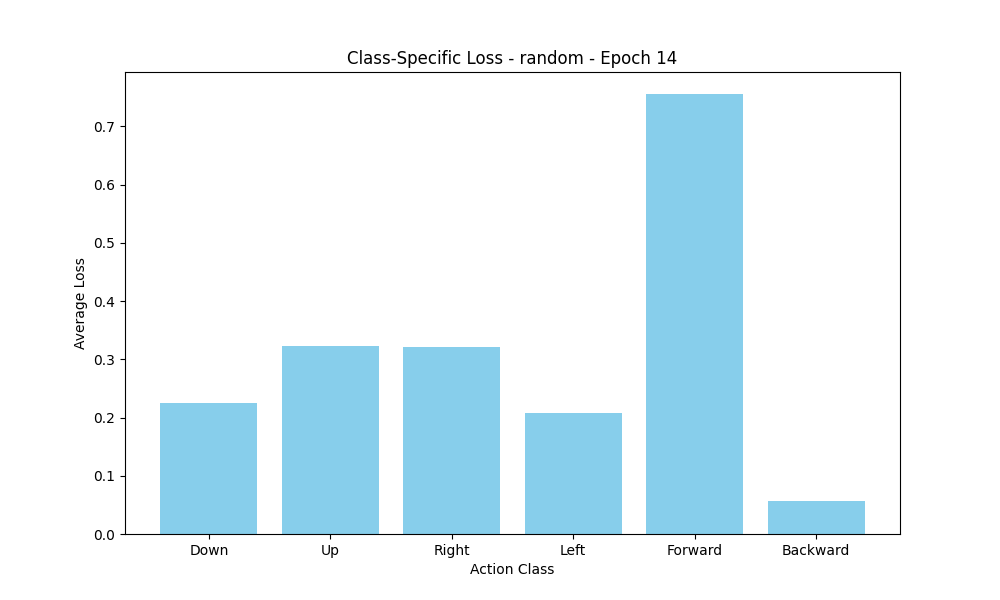 Class-Specific Loss - random - Epoch 14
Average Loss
0.7
0.6
0.5
0.4
0.3
0.2
0.1
0.0
Down Up Right Left Forward Backward
Action Class